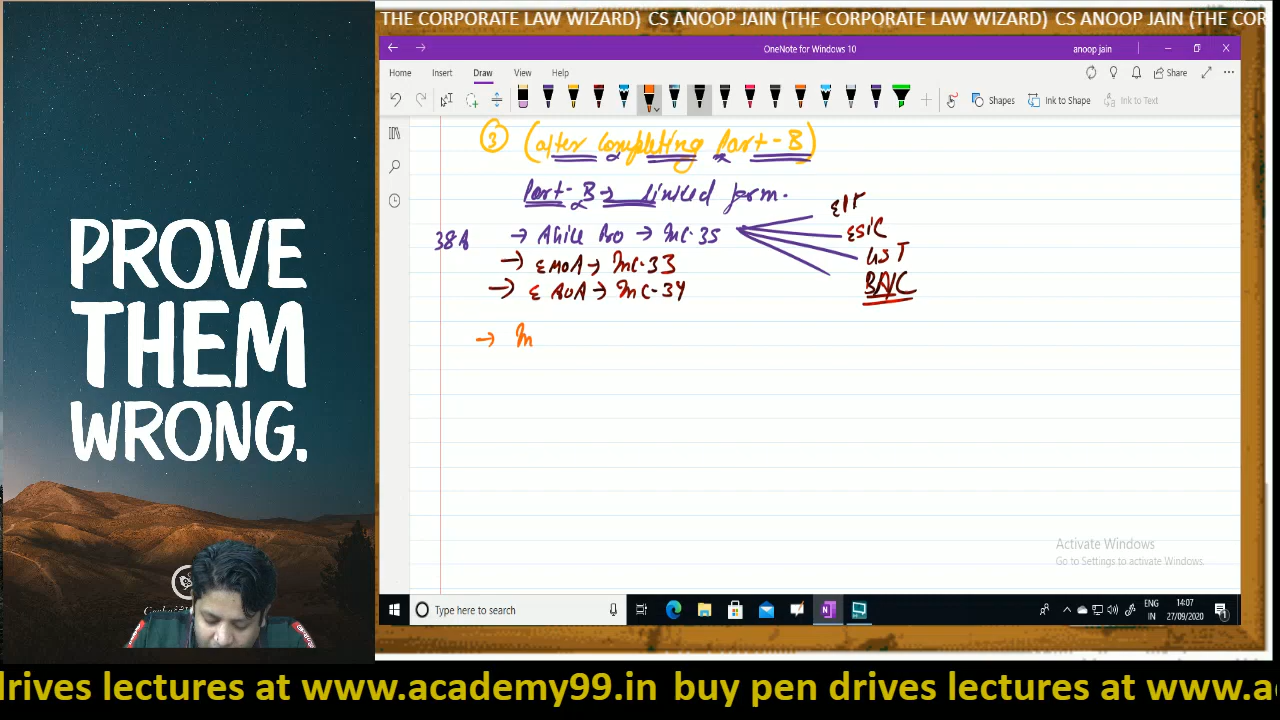 THE CORPORATE LAW WIZARD) CS ANOOP JAIN (THE CORPORATE LAW WIZARD) CS ANOOP JAIN (THE COR
OneNote for Windows 10
anoop jain
Home Insert Draw View Help
Share
Shapes
Ink to Shape
Ink to Text
③ (after completing Part-B)
Part-B → Linked form.
38A → AGILE Pro → INC-35
EPF
ESIC
GST
BA/C
→ EMOA → INC-33
→ EAOA → INC-34
→ In
PROVE
THEM
WRONG.
Activate Windows
Go to Settings to activate Windows.
Type here to search
ENG
IN
14:07
27/09/2020
drives lectures at www.academy99.in buy pen drives lectures at www.a